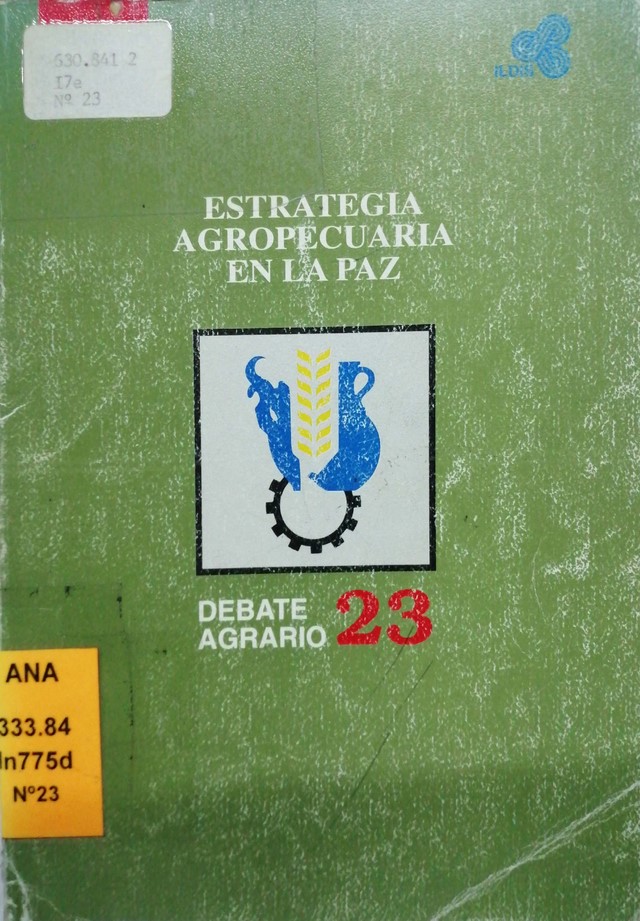 630.841 2
I7e
Nº 23
ILDIS
ESTRATEGIA
AGROPECUARIA
EN LA PAZ
DEBATE
AGRARIO
23
ANA
333.84
In775d
Nº23